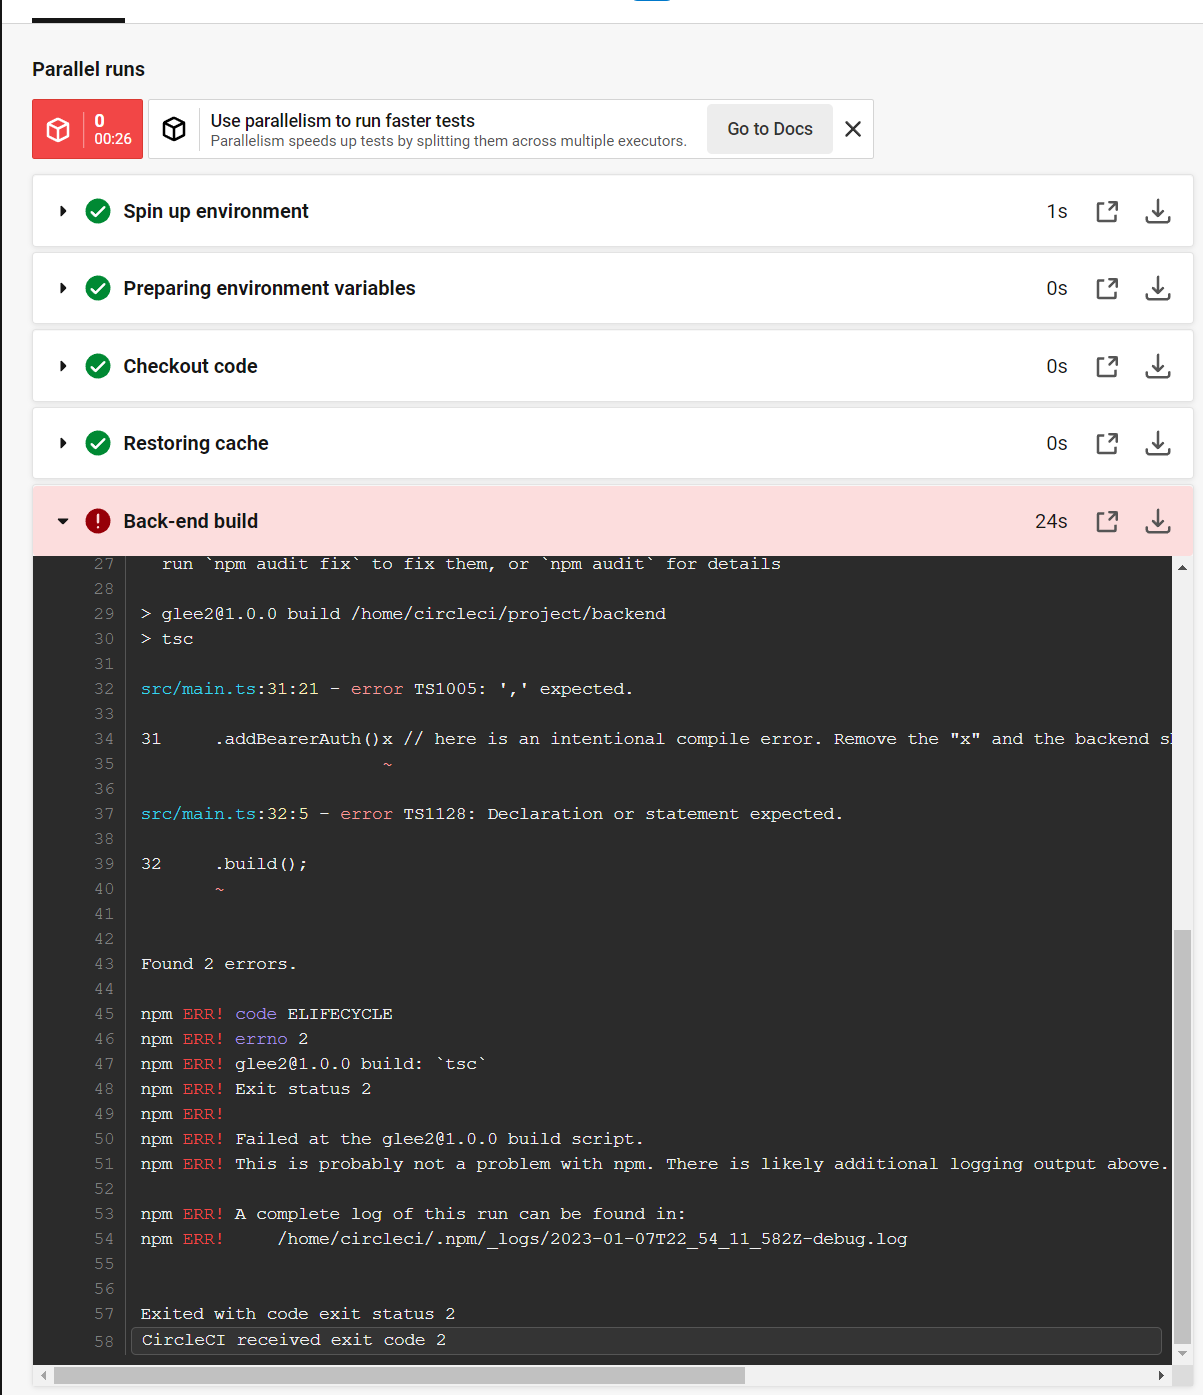 Parallel runs
0
00:26
Use parallelism to run faster tests
Parallelism speeds up tests by splitting them across multiple executors.
Go to Docs
Spin up environment 1s
Preparing environment variables 0s
Checkout code 0s
Restoring cache 0s
Back-end build 24s
27 run `npm audit fix` to fix them, or `npm audit` for details
28
29 > glee2@1.0.0 build /home/circleci/project/backend
30 > tsc
31
32 src/main.ts:31:21 - error TS1005: ',' expected.
33
34 31 .addBearerAuth()x // here is an intentional compile error. Remove the "x" and the backend
35 ~
36
37 src/main.ts:32:5 - error TS1128: Declaration or statement expected.
38
39 32 .build();
40 ~
41
42
43 Found 2 errors.
44
45 npm ERR! code ELIFECYCLE
46 npm ERR! errno 2
47 npm ERR! glee2@1.0.0 build: `tsc`
48 npm ERR! Exit status 2
49 npm ERR!
50 npm ERR! Failed at the glee2@1.0.0 build script.
51 npm ERR! This is probably not a problem with npm. There is likely additional logging output above.
52
53 npm ERR! A complete log of this run can be found in:
54 npm ERR! /home/circleci/.npm/_logs/2023-01-07T22_54_11_582Z-debug.log
55
56
57 Exited with code exit status 2
58 CircleCI received exit code 2